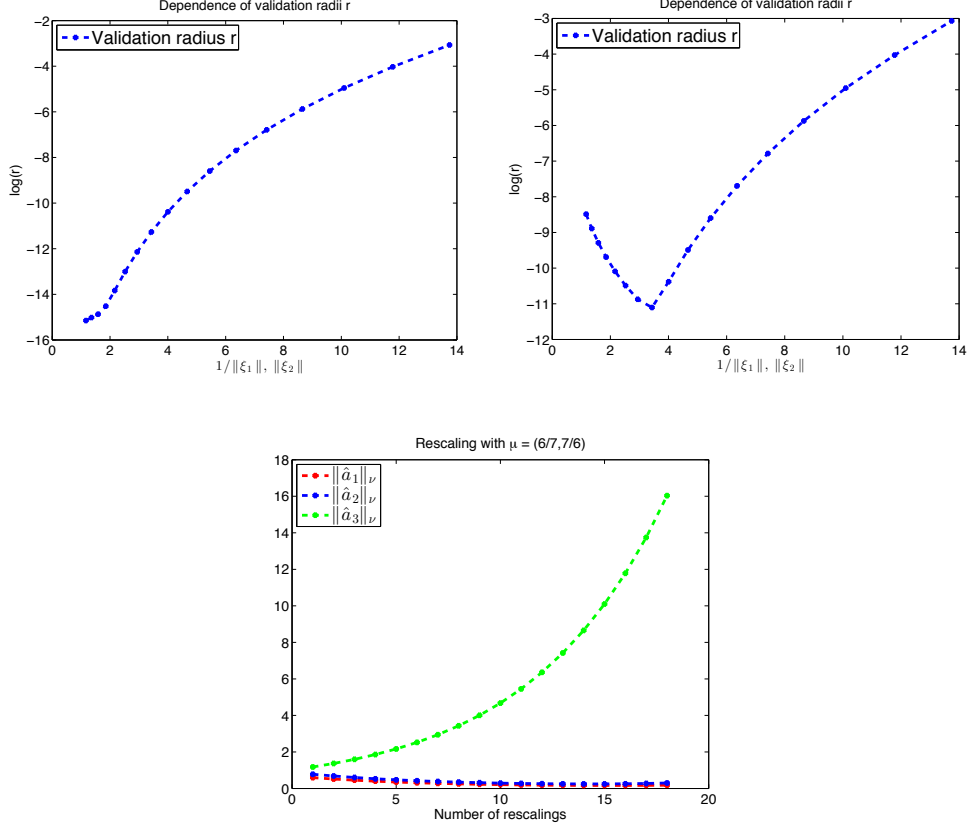 Dependence of validation radii r
Validation radius r
log(r)
−2
−4
−6
−8
−10
−12
−14
−16
0 2 4 6 8 10 12 14
1/‖ξ₁‖, ‖ξ₂‖
Dependence of validation radii r
Validation radius r
log(r)
−3
−4
−5
−6
−7
−8
−9
−10
−11
−12
0 2 4 6 8 10 12 14
1/‖ξ₁‖, ‖ξ₂‖
Rescaling with μ = (6/7,7/6)
‖â₁‖ᵥ
‖â₂‖ᵥ
‖â₃‖ᵥ
18
16
14
12
10
8
6
4
2
0
0 5 10 15 20
Number of rescalings